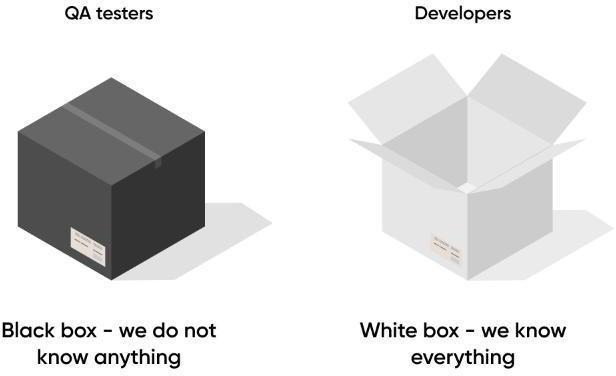 QA testers
Developers
Black box - we do not
know anything
White box - we know
everything